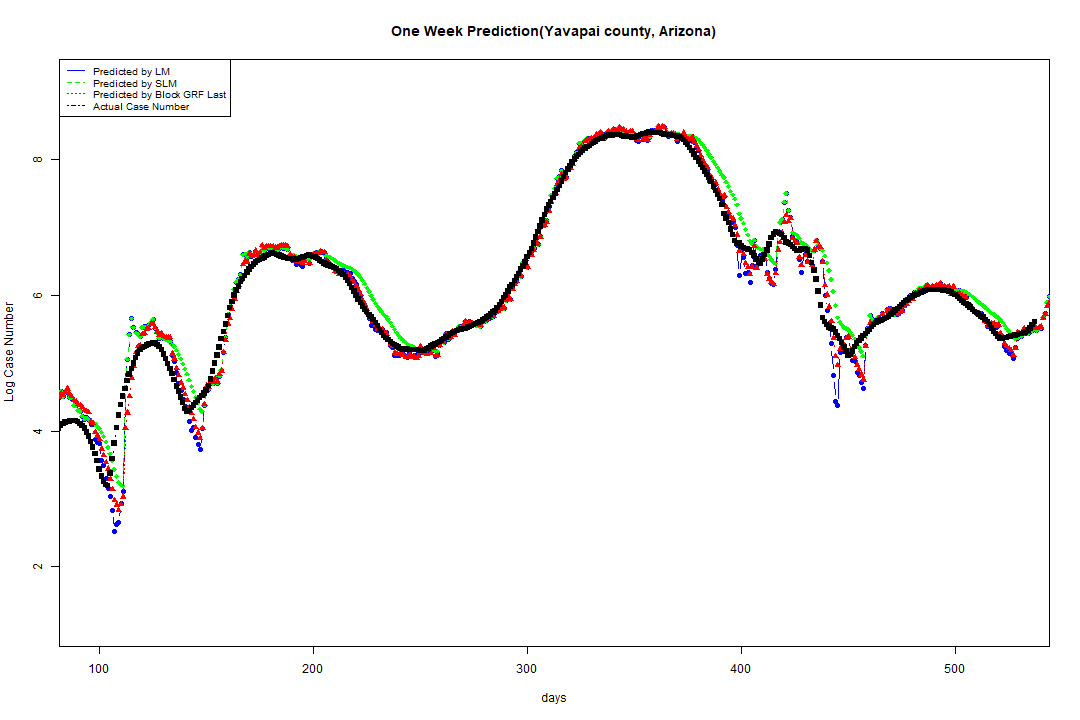 One Week Prediction(Yavapai county, Arizona)
Predicted by LM
Predicted by SLM
Predicted by Block GRF Last
Actual Case Number
8
6
4
2
Log Case Number
100 200 300 400 500
days